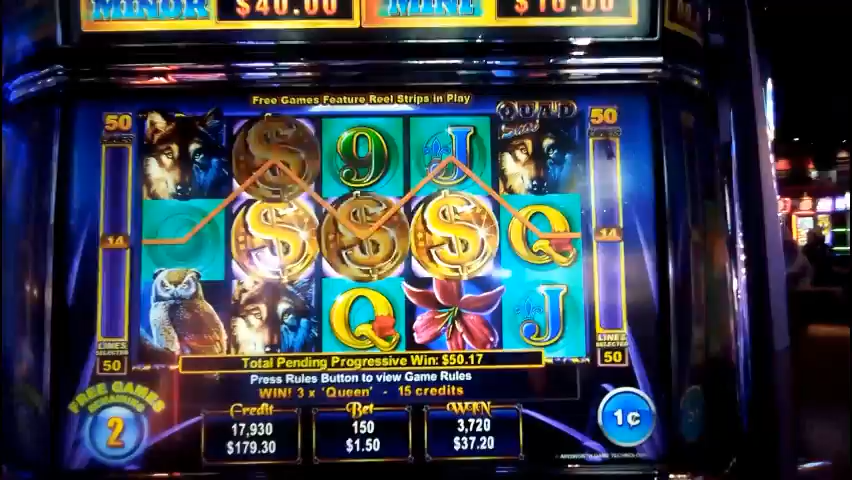 MINOR $40.00 MINI $10.00
Free Games Feature Reel Strips in Play
QUAD
50 50
9 J
14 Q 14
Q J
LINES SELECTED 50 LINES SELECTED 50
Total Pending Progressive Win: $50.17
Press Rules Button to view Game Rules
WIN! 3 x 'Queen' - 15 credits
FREE GAMES REMAINING 2
Credit Bet WIN
17,930 150 3,720
$179.30 $1.50 $37.20
1¢